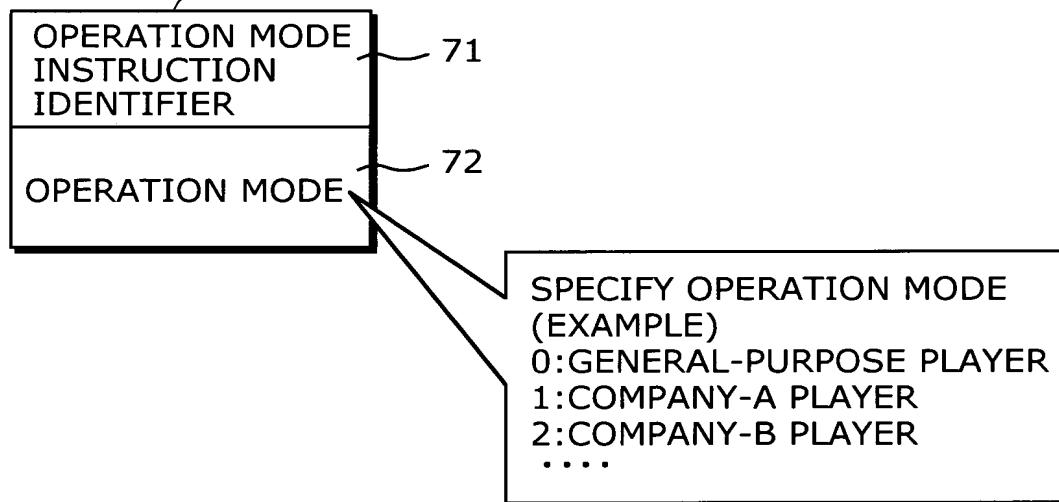 OPERATION MODE
INSTRUCTION
IDENTIFIER
71
OPERATION MODE
72
SPECIFY OPERATION MODE
(EXAMPLE)
0:GENERAL-PURPOSE PLAYER
1:COMPANY-A PLAYER
2:COMPANY-B PLAYER
····